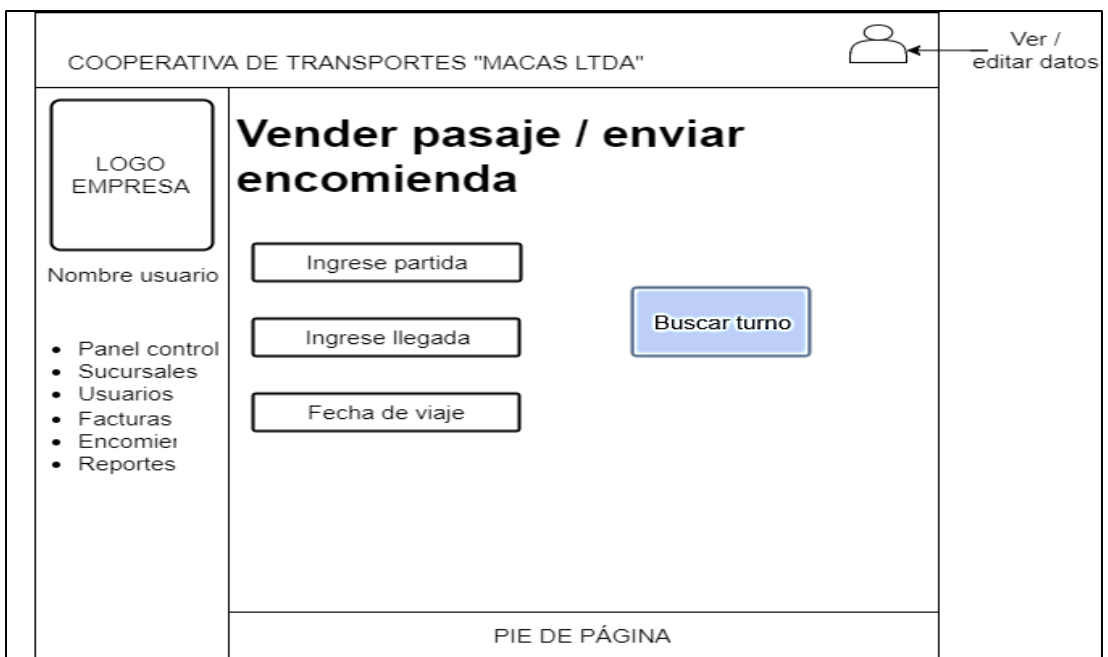 COOPERATIVA DE TRANSPORTES "MACAS LTDA"
Ver /
editar datos
LOGO
EMPRESA
Nombre usuario
Panel control
Sucursales
Usuarios
Facturas
Encomier
Reportes
Vender pasaje / enviar
encomienda
Ingrese partida
Ingrese llegada
Fecha de viaje
Buscar turno
PIE DE PÁGINA